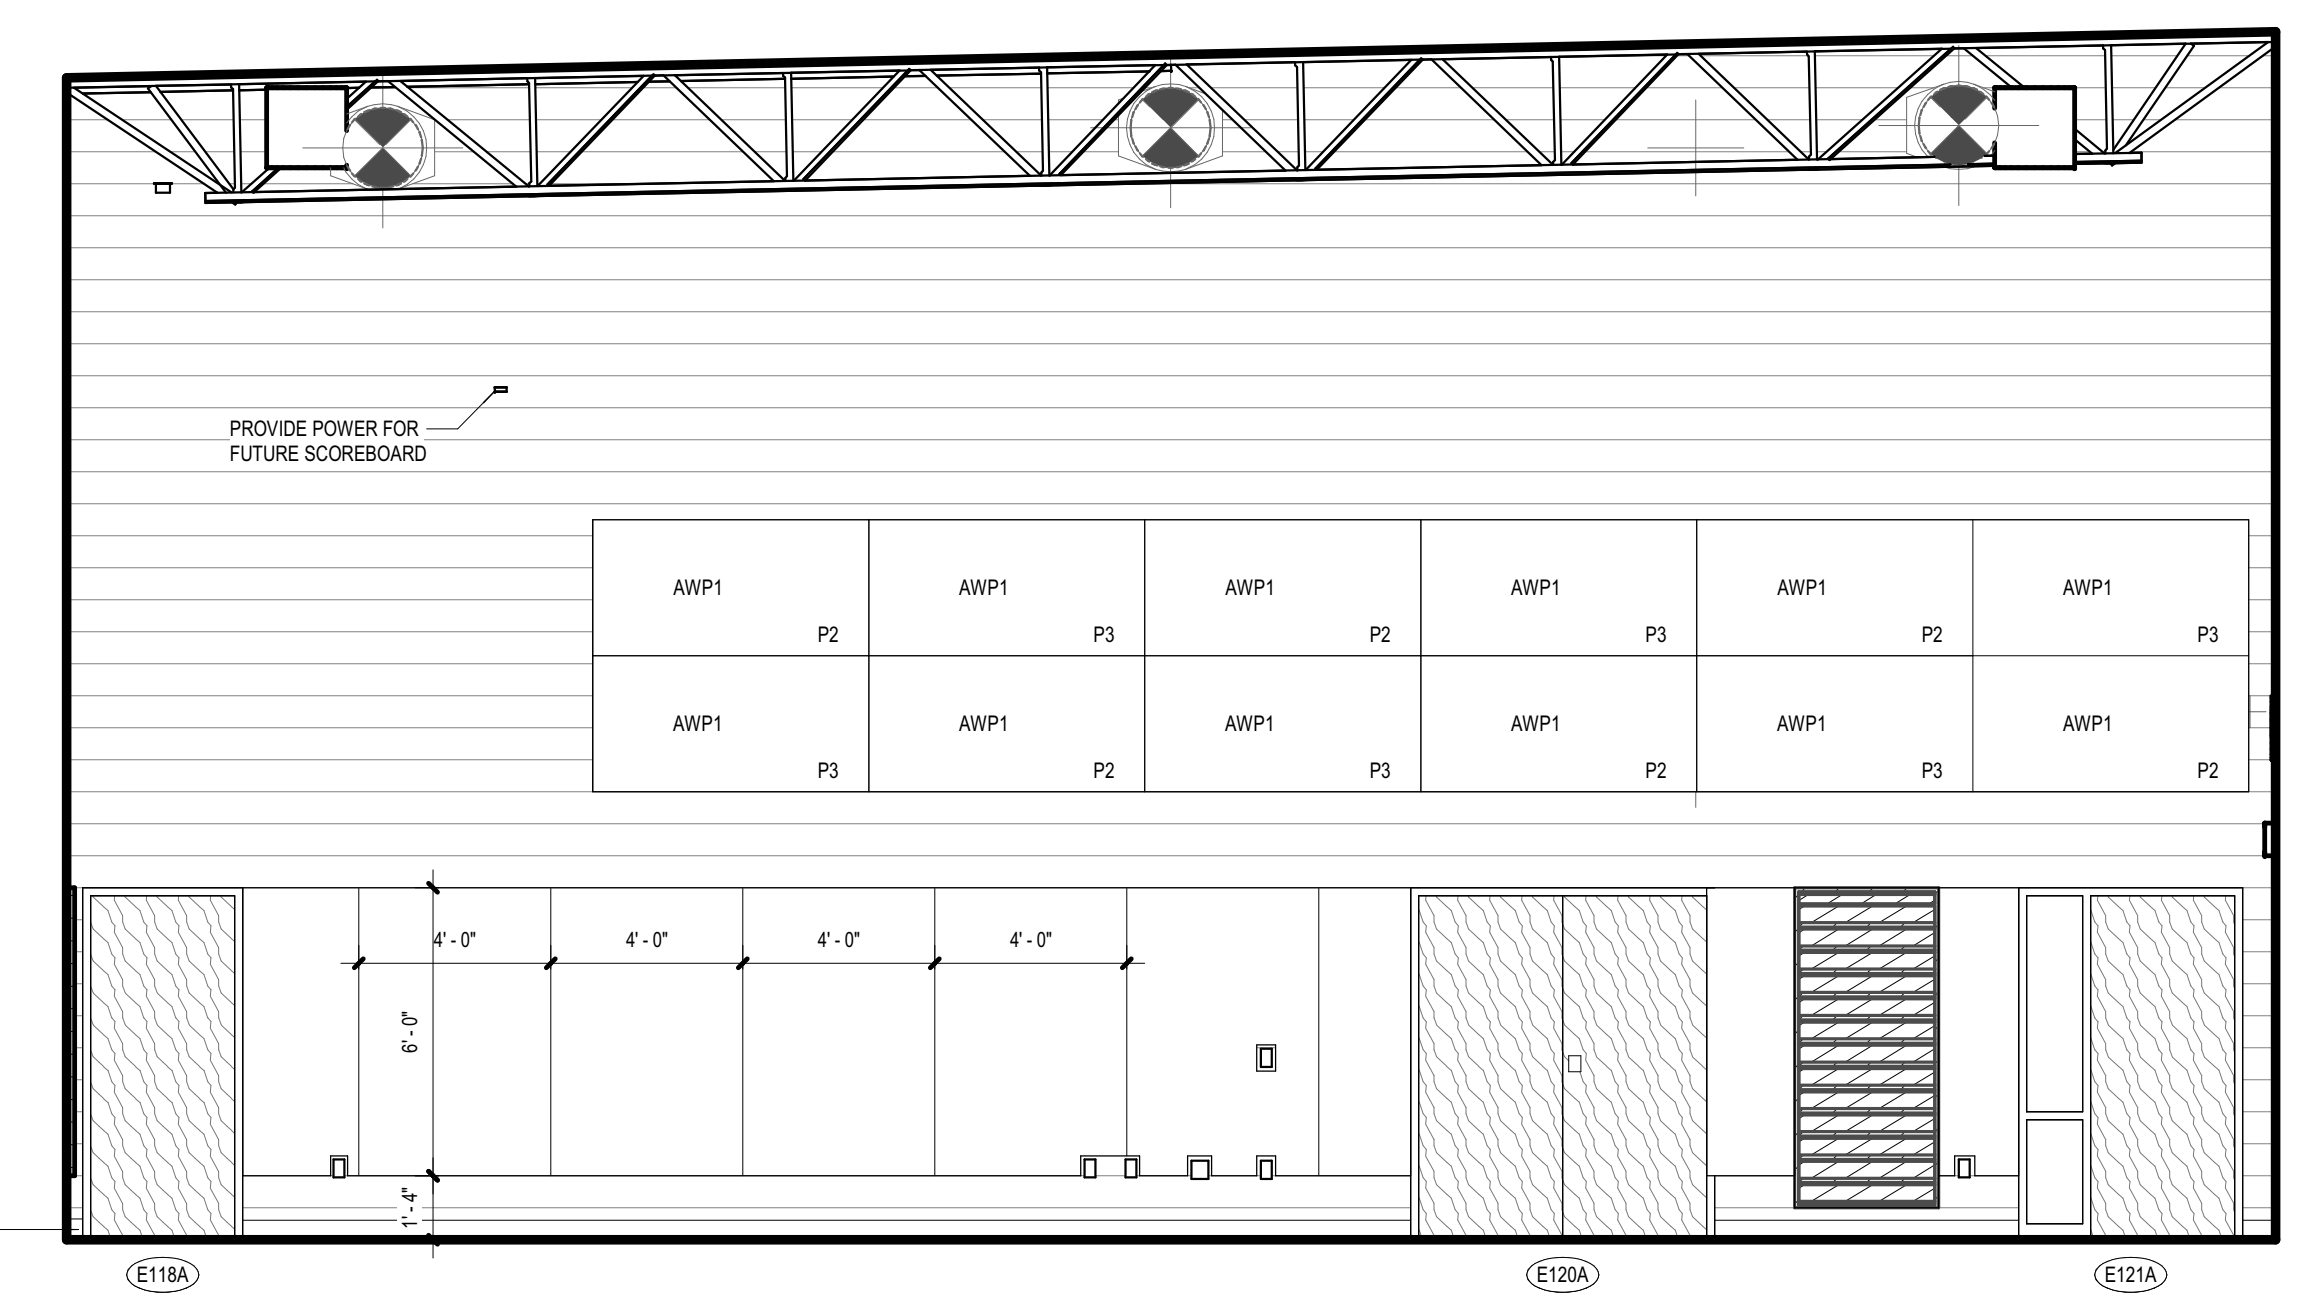 PROVIDE POWER FOR
FUTURE SCOREBOARD
AWP1 AWP1 AWP1 AWP1 AWP1 AWP1
P2 P3 P2 P3 P2 P3
AWP1 AWP1 AWP1 AWP1 AWP1 AWP1
P3 P2 P3 P2 P3 P2
4' - 0" 4' - 0" 4' - 0" 4' - 0"
6' - 0"
1' - 4"
E118A E120A E121A